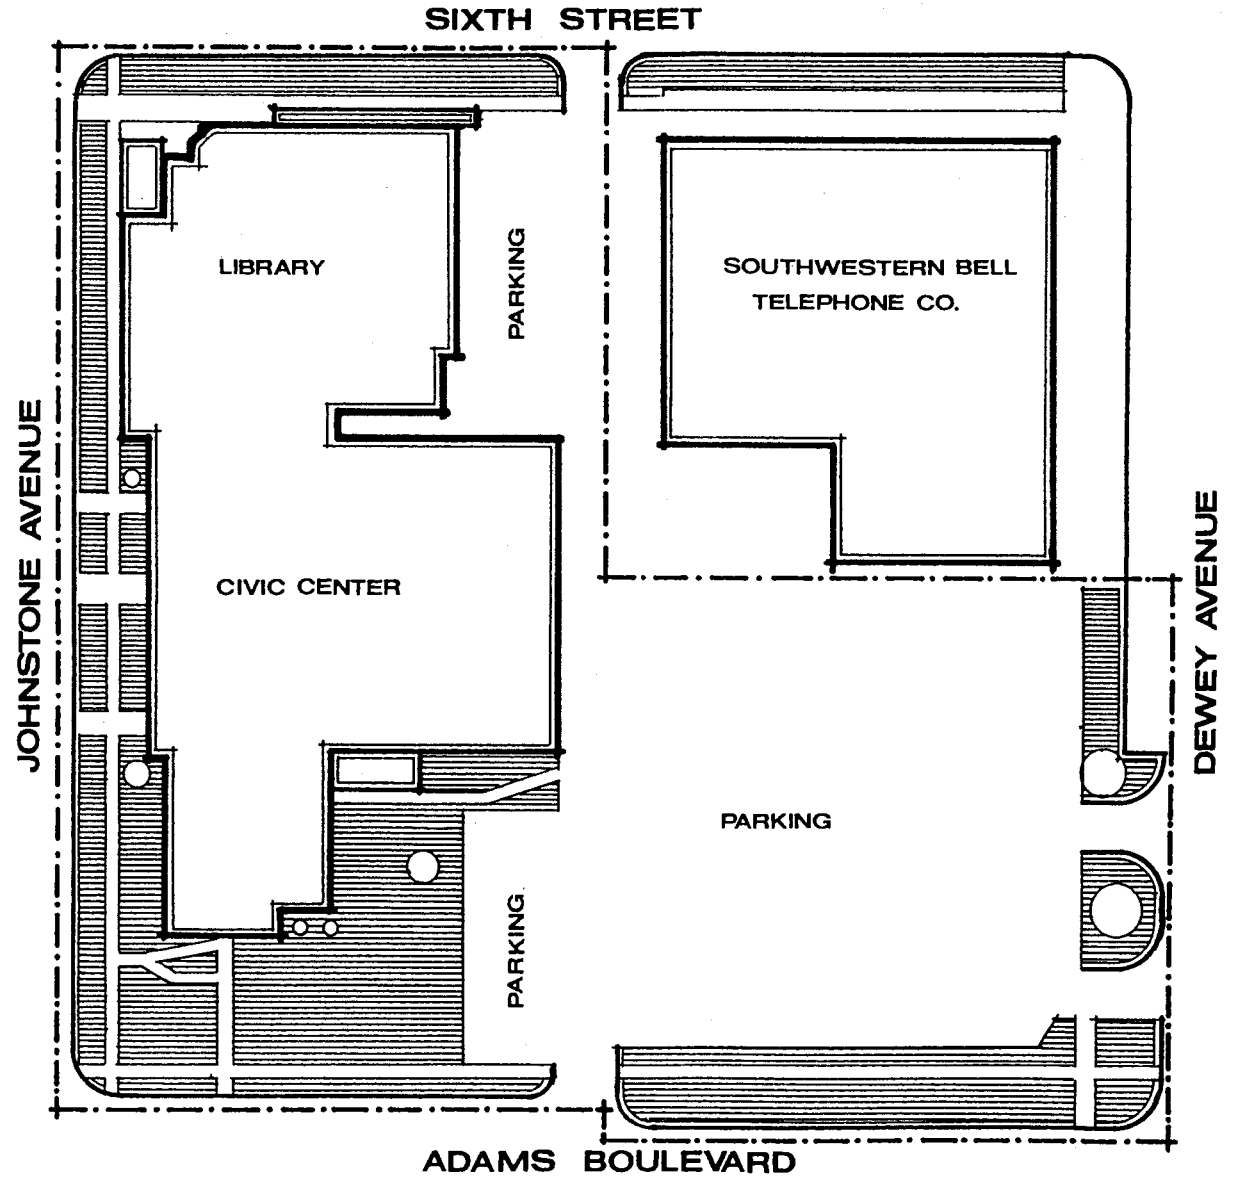 SIXTH STREET
LIBRARY
PARKING
SOUTHWESTERN BELL
TELEPHONE CO.
JOHNSTONE AVENUE
CIVIC CENTER
DEWEY AVENUE
PARKING
PARKING
ADAMS BOULEVARD